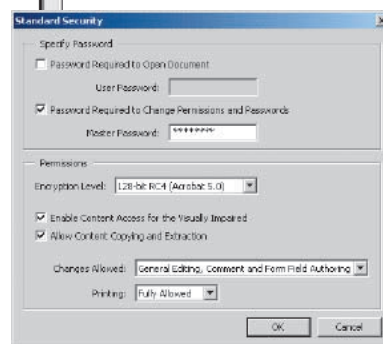 Standard Security
Specify Password
Password Required to Open Document
User Password:
Password Required to Change Permissions and Passwords
Master Password: ********
Permissions
Encryption Level: 128-bit RC4 (Acrobat 5.0)
Enable Content Access for the Visually Impaired
Allow Content Copying and Extraction
Changes Allowed: General Editing, Comment and Form Field Authoring
Printing: Fully Allowed
OK Cancel